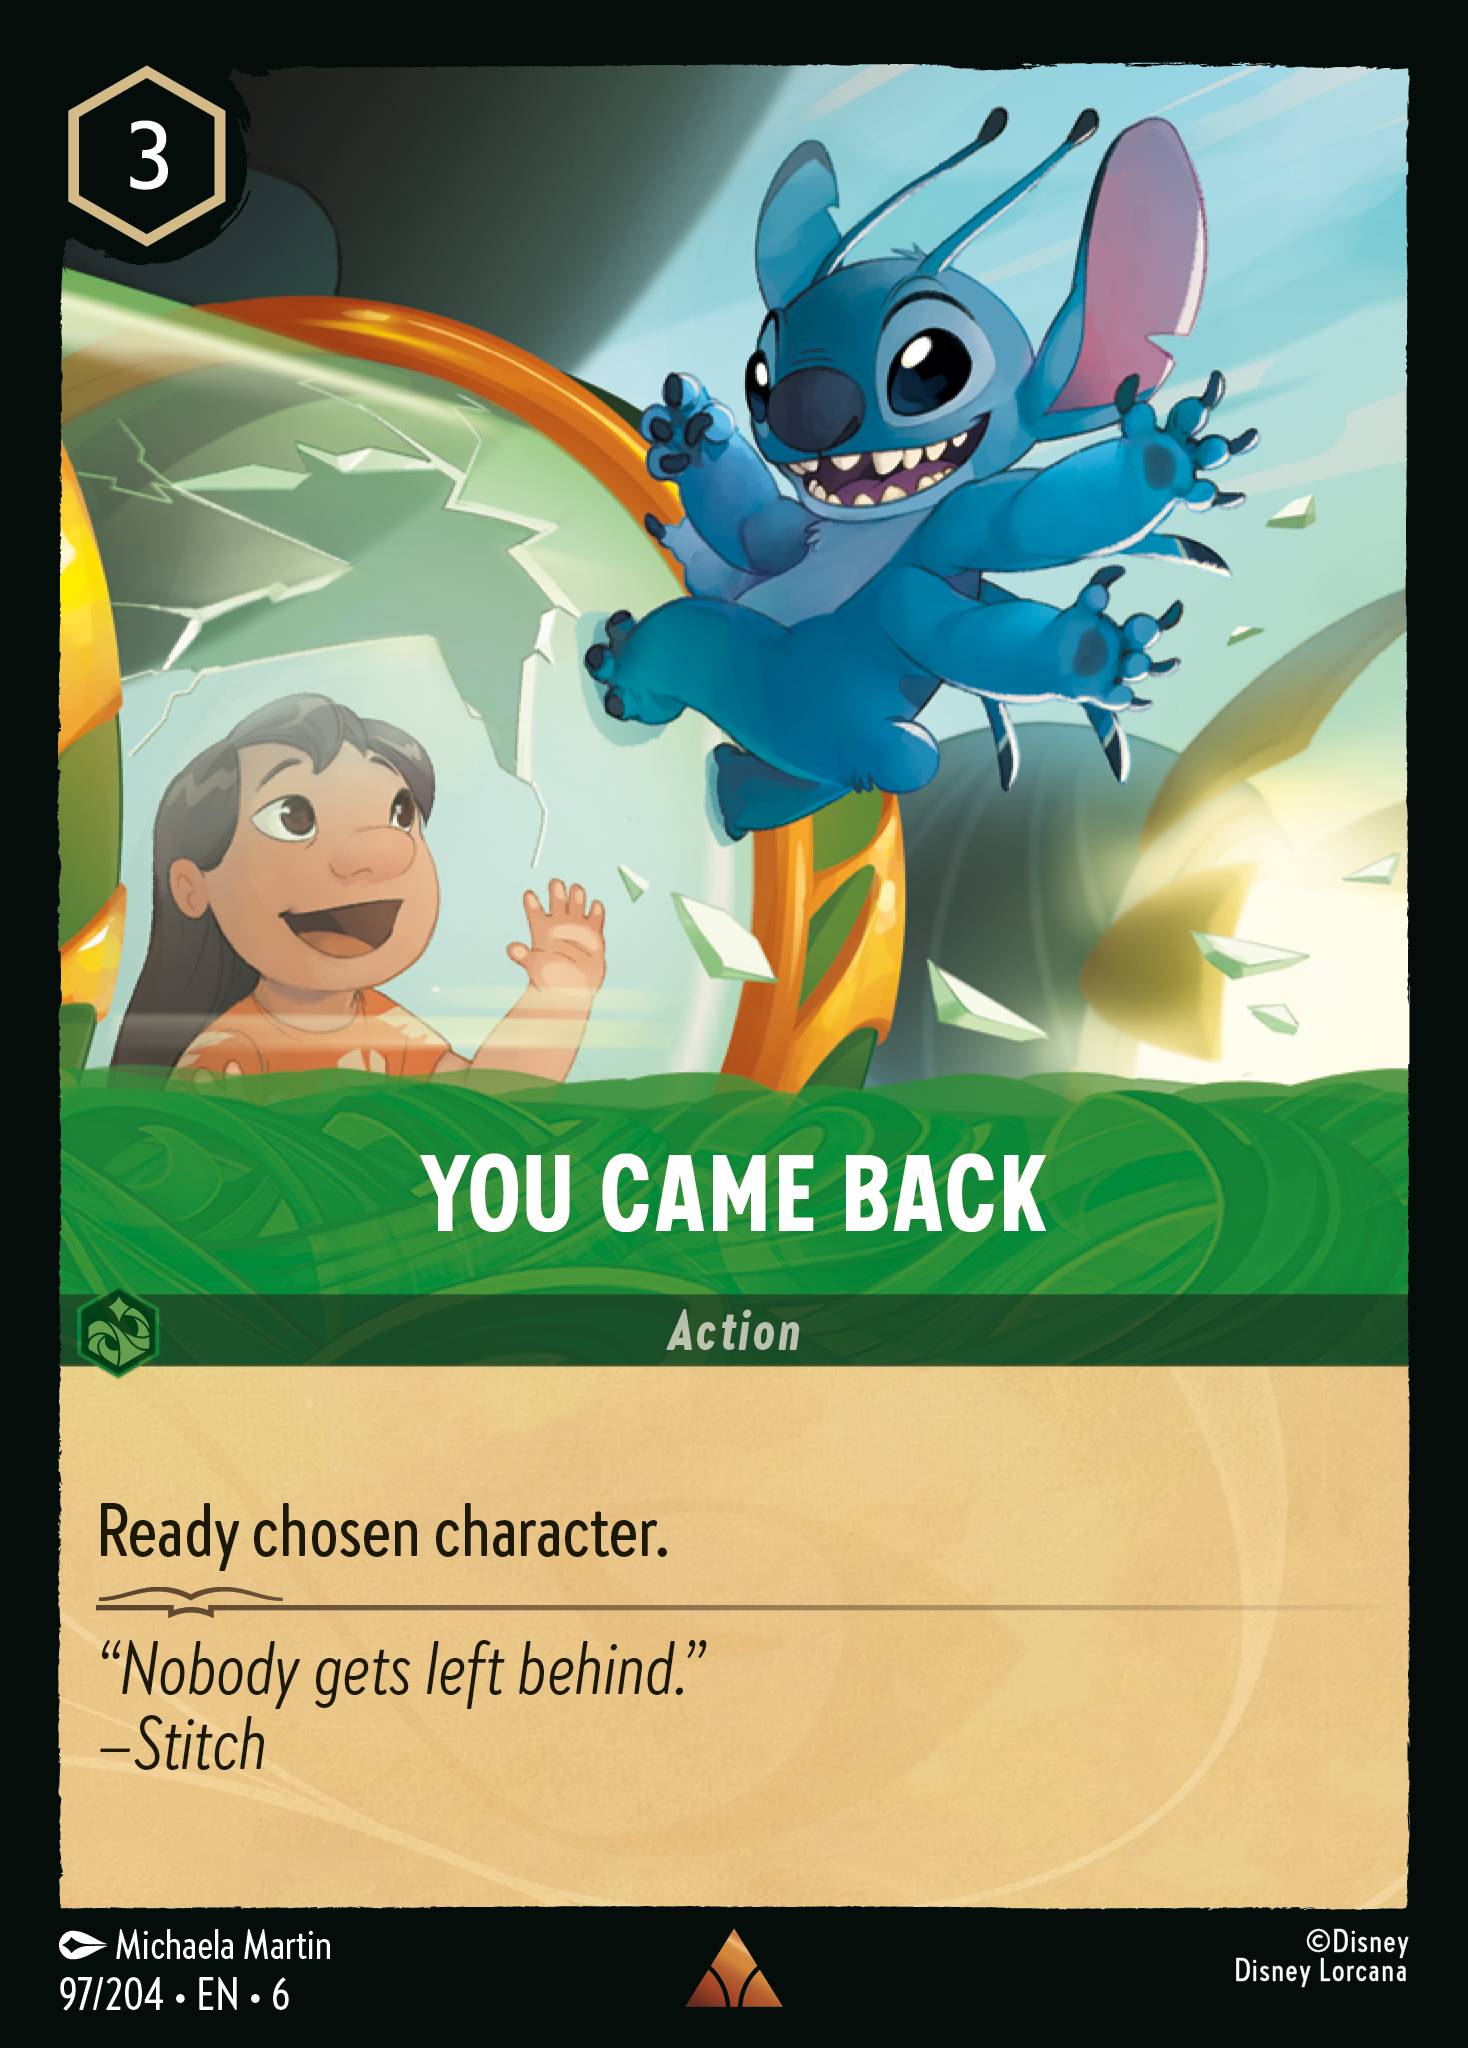 3
YOU CAME BACK
Action
Ready chosen character.
“Nobody gets left behind.”
–Stitch
Michaela Martin
97/204 • EN • 6
©Disney
Disney Lorcana